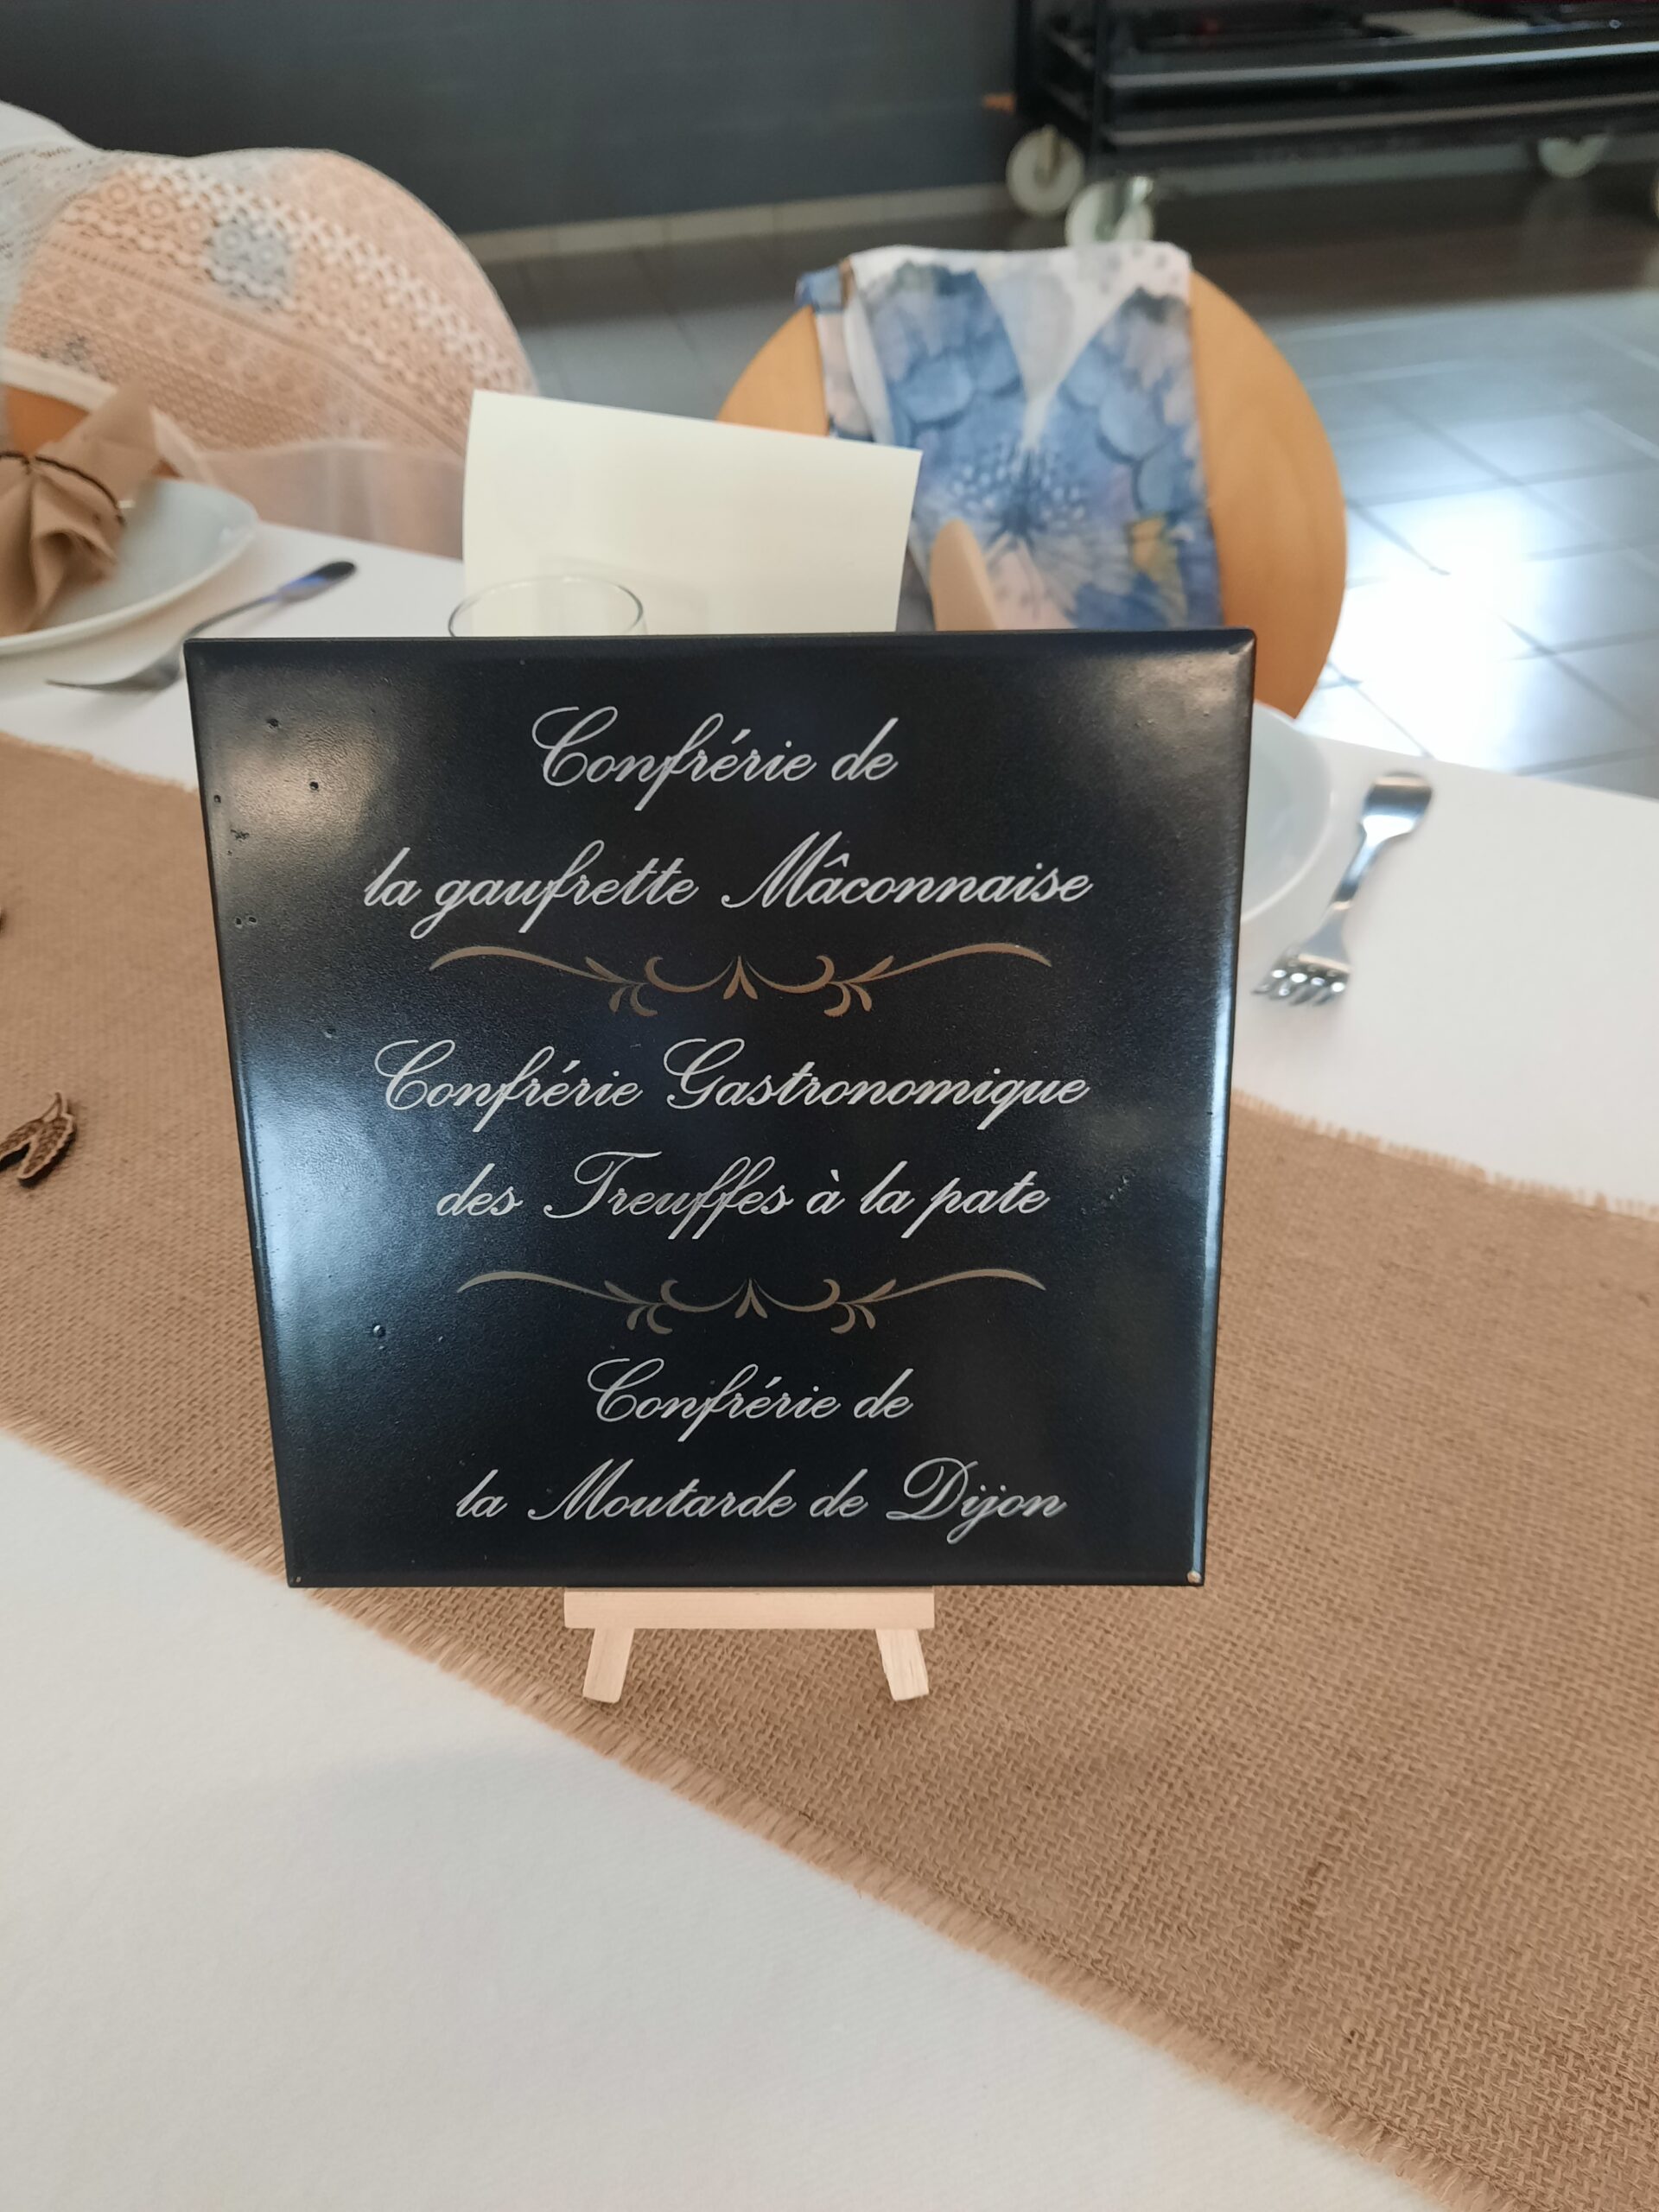 Confrérie de
la gaufrette Mâconnaise
Confrérie Gastronomique
des Treuffes à la pate
Confrérie de
la Moutarde de Dijon